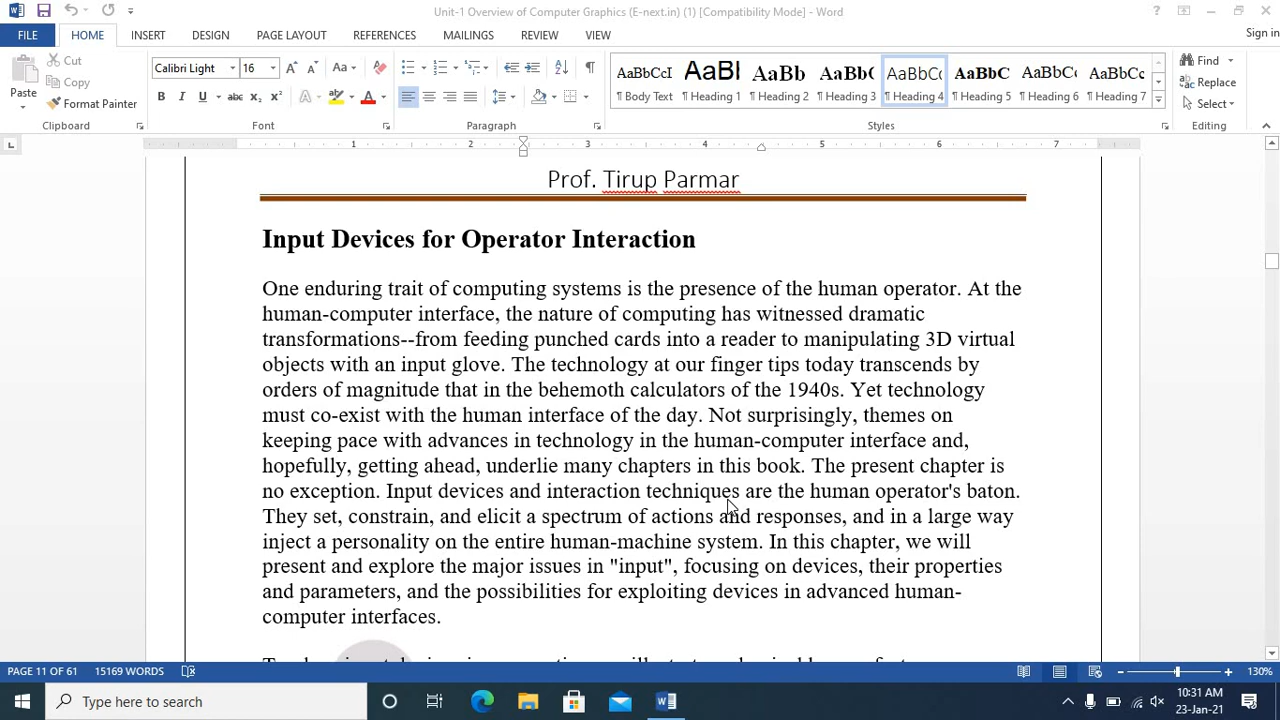 Unit-1 Overview of Computer Graphics (E-next.in) (1) [Compatibility Mode] - Word
FILE HOME INSERT DESIGN PAGE LAYOUT REFERENCES MAILINGS REVIEW VIEW Sign in
Paste
Cut
Copy
Format Painter
Clipboard
Calibri Light 16
Font
Paragraph
AaBbCcI AaBl AaBb AaBb( AaBbC AaBbC AaBbCc AaBbCc
¶ Body Text ¶ Heading 1 ¶ Heading 2 ¶ Heading 3 ¶ Heading 4 ¶ Heading 5 ¶ Heading 6 ¶ Heading 7
Styles
Find
Replace
Select
Editing
1 2 3 4 5 6 7
Prof. Tirup Parmar
Input Devices for Operator Interaction
One enduring trait of computing systems is the presence of the human operator. At the
human-computer interface, the nature of computing has witnessed dramatic
transformations--from feeding punched cards into a reader to manipulating 3D virtual
objects with an input glove. The technology at our finger tips today transcends by
orders of magnitude that in the behemoth calculators of the 1940s. Yet technology
must co-exist with the human interface of the day. Not surprisingly, themes on
keeping pace with advances in technology in the human-computer interface and,
hopefully, getting ahead, underlie many chapters in this book. The present chapter is
no exception. Input devices and interaction techniques are the human operator's baton.
They set, constrain, and elicit a spectrum of actions and responses, and in a large way
inject a personality on the entire human-machine system. In this chapter, we will
present and explore the major issues in "input", focusing on devices, their properties
and parameters, and the possibilities for exploiting devices in advanced human-
computer interfaces.
PAGE 11 OF 61 15169 WORDS 130%
Type here to search
10:31 AM
23-Jan-21